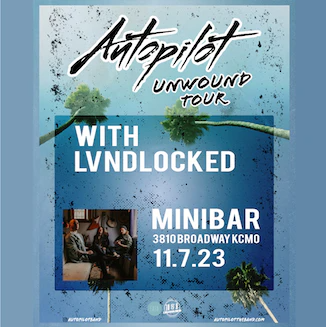 Autopilot
UNWOUND
TOUR
WITH
LVNDLOCKED
MINIBAR
3810 BROADWAY KCMO
11.7.23
AUTOPILOTBAND
AUTOPILOTTHEBAND.COM